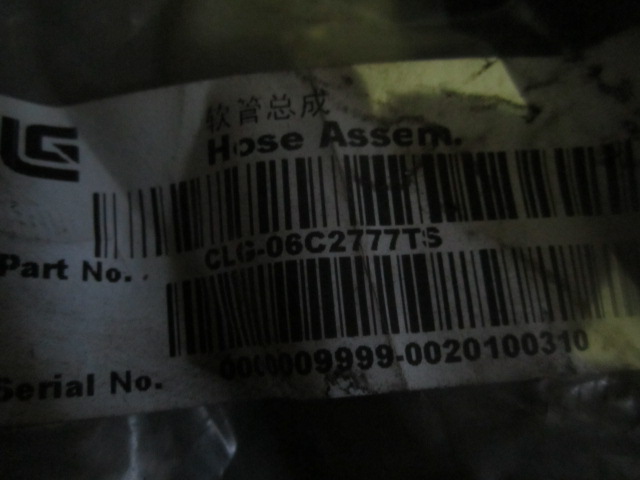 LG
软管总成
Hose Assem.
Part No. CLG-06C2777TS
Serial No. 0000009999-0020100310